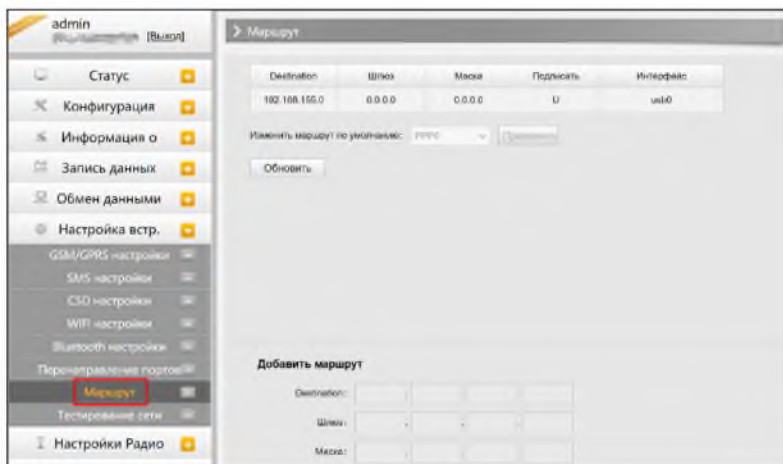 admin
[Выход]
Статус
Конфигурация
Информация о
Запись данных
Обмен данными
Настройка встр.
GSM/GPRS настройки
SMS настройки
CSD настройки
WIFI настройки
Bluetooth настройки
Перенаправление портов
Маршрут
Тестирование сети
Настройки Радио
Маршрут
Destination Шлюз Маска Подписать Интерфейс
192.168.155.0 0.0.0.0 0.0.0.0 U usb0
Изменить маршрут по умолчанию: PPP0 Применить
Обновить
Добавить маршрут
Destination:
Шлюз:
Маска: